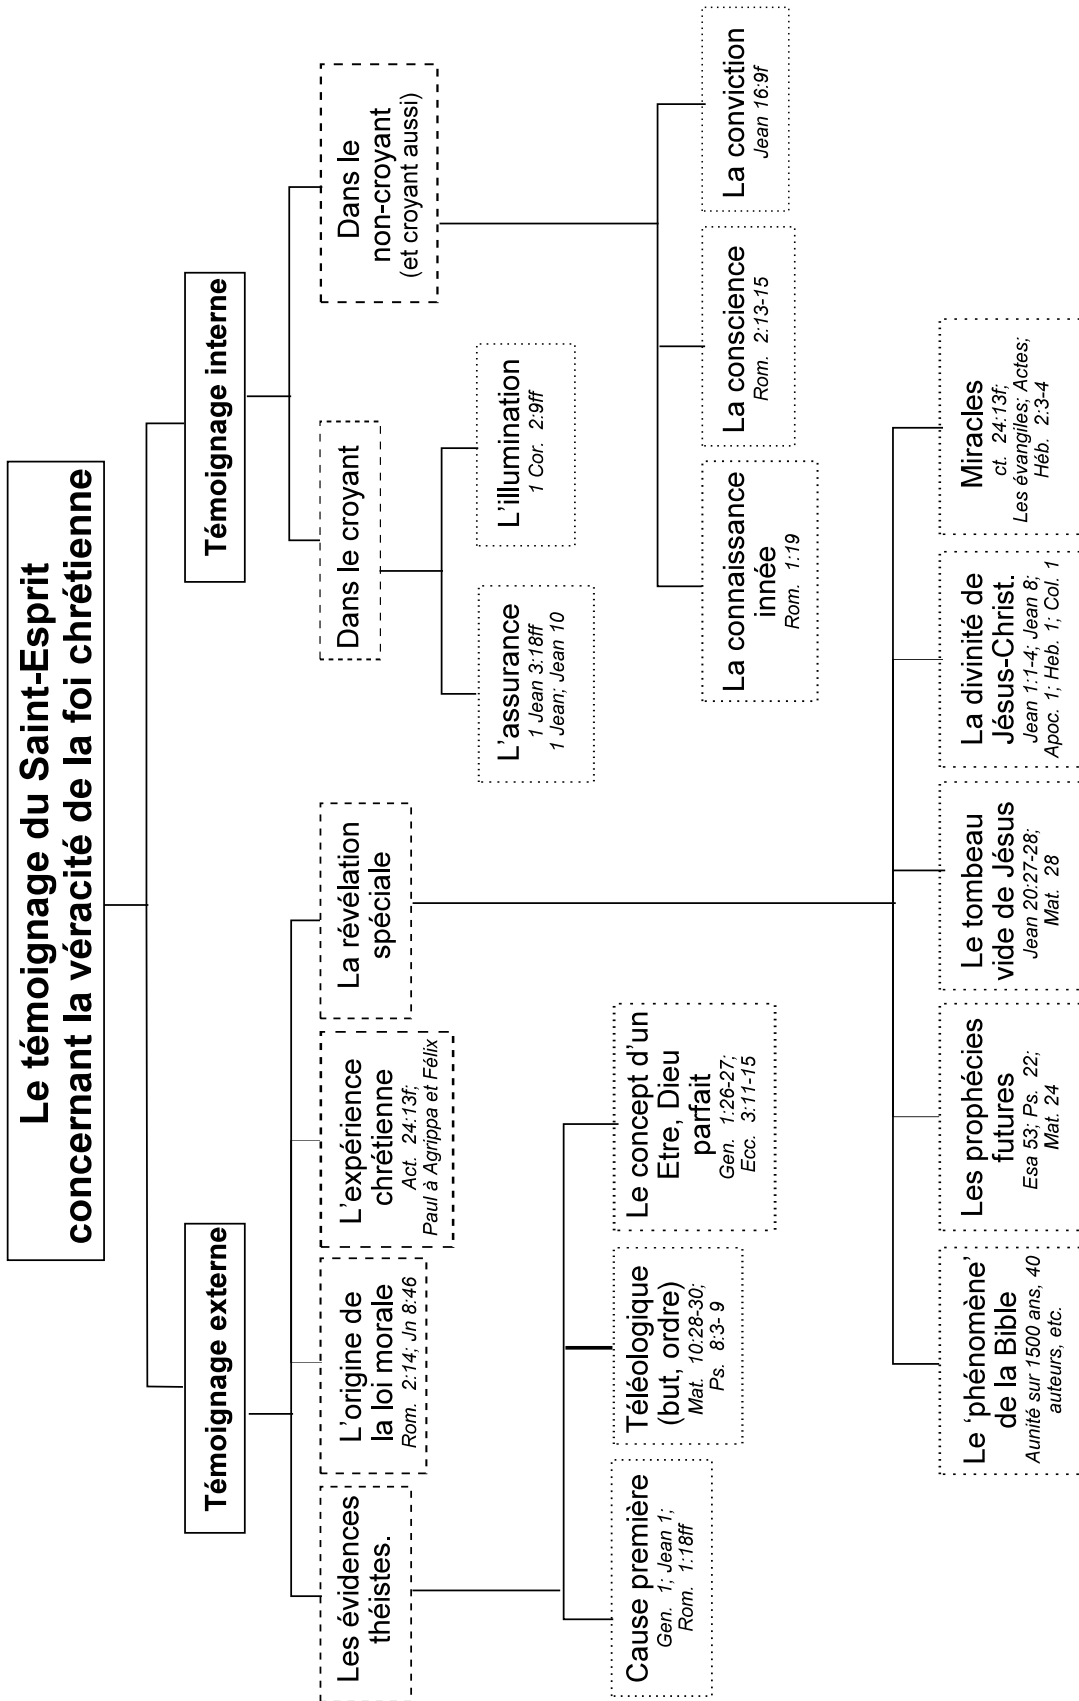 Le témoignage du Saint-Esprit
concernant la véracité de la foi chrétienne
Témoignage externe
Témoignage interne
Les évidences
théistes.
L'origine de
la loi morale
Rom. 2:14; Jn 8:46
L'expérience
chrétienne
Act. 24:13f;
Paul à Agrippa et Félix
La révélation
spéciale
Dans le croyant
Dans le
non-croyant
(et croyant aussi)
L'assurance
1 Jean 3:18ff
1 Jean; Jean 10
L'illumination
1 Cor. 2:9ff
Cause première
Gen. 1; Jean 1;
Rom. 1:18ff
Téléologique
(but, ordre)
Mat. 10:28-30;
Ps. 8:3- 9
Le concept d'un
Etre, Dieu
parfait
Gen. 1:26-27;
Ecc. 3:11-15
La connaissance
innée
Rom. 1:19
La conscience
Rom. 2:13-15
La conviction
Jean 16:9f
Le 'phénomène'
de la Bible
Aunité sur 1500 ans, 40
auteurs, etc.
Les prophécies
futures
Esa 53; Ps. 22;
Mat. 24
Le tombeau
vide de Jésus
Jean 20:27-28;
Mat. 28
La divinité de
Jésus-Christ.
Jean 1:1-4; Jean 8;
Apoc. 1; Heb. 1; Col. 1
Miracles
ct. 24:13f;
Les évangiles; Actes;
Héb. 2:3-4